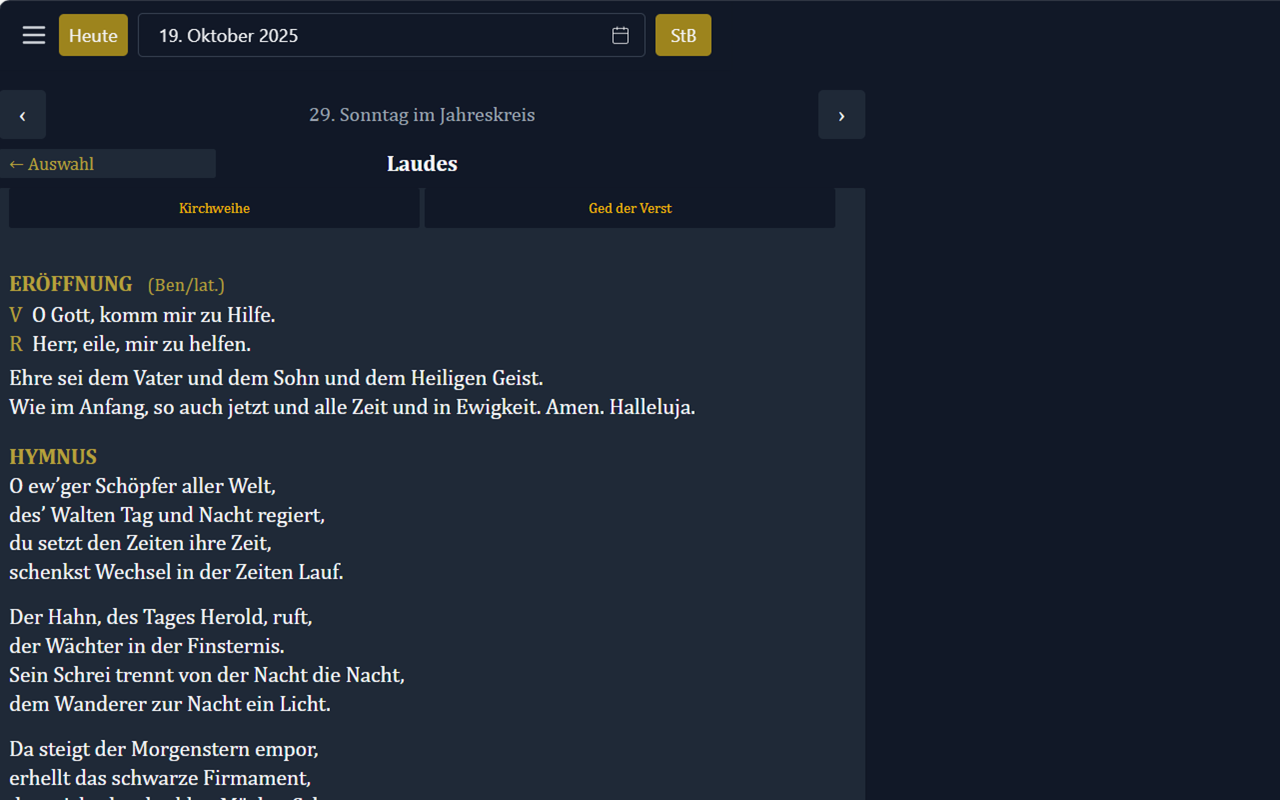 Heute 19. Oktober 2025 StB
‹ 29. Sonntag im Jahreskreis ›
← Auswahl Laudes
Kirchweihe Ged der Verst
ERÖFFNUNG (Ben/lat.)
V O Gott, komm mir zu Hilfe.
R Herr, eile, mir zu helfen.
Ehre sei dem Vater und dem Sohn und dem Heiligen Geist.
Wie im Anfang, so auch jetzt und alle Zeit und in Ewigkeit. Amen. Halleluja.
HYMNUS
O ew’ger Schöpfer aller Welt,
des’ Walten Tag und Nacht regiert,
du setzt den Zeiten ihre Zeit,
schenkst Wechsel in der Zeiten Lauf.
Der Hahn, des Tages Herold, ruft,
der Wächter in der Finsternis.
Sein Schrei trennt von der Nacht die Nacht,
dem Wanderer zur Nacht ein Licht.
Da steigt der Morgenstern empor,
erhellt das schwarze Firmament,